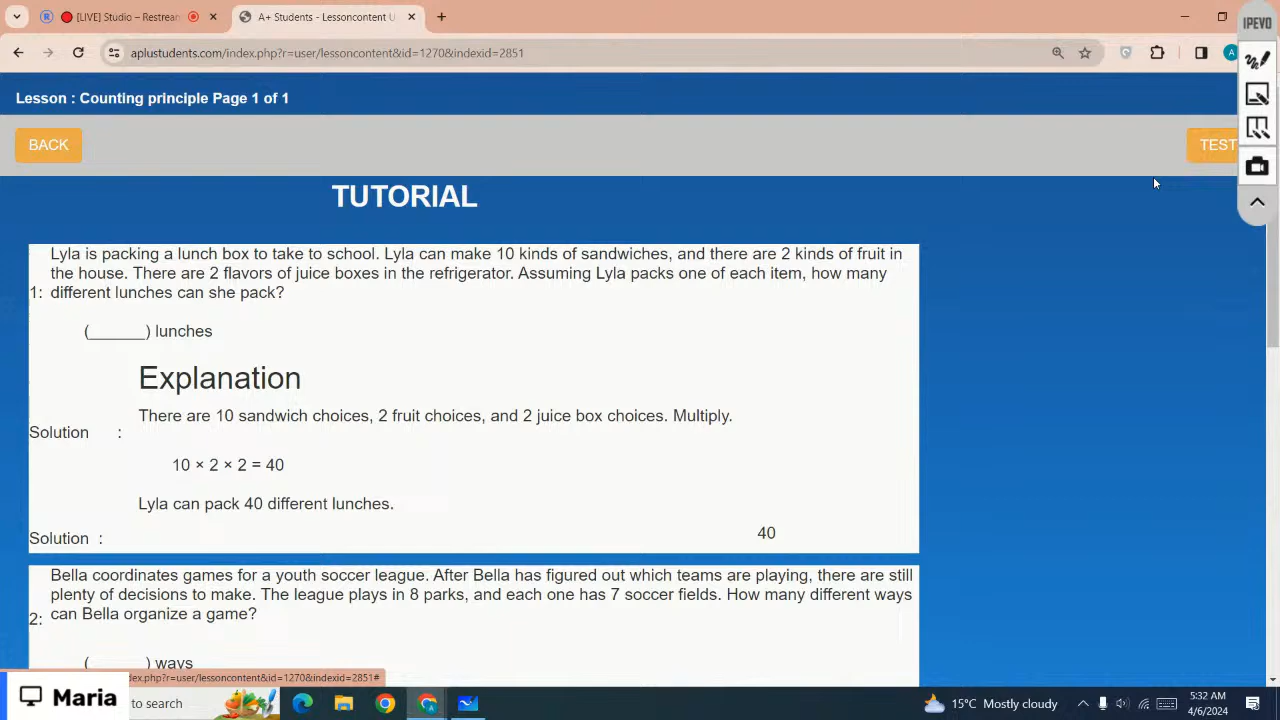 [LIVE] Studio – Restrean
A+ Students - Lessoncontent U
IPEVO
aplustudents.com/index.php?r=user/lessoncontent&id=1270&indexid=2851
A
Lesson : Counting principle Page 1 of 1
BACK
TEST
TUTORIAL
Lyla is packing a lunch box to take to school. Lyla can make 10 kinds of sandwiches, and there are 2 kinds of fruit in
the house. There are 2 flavors of juice boxes in the refrigerator. Assuming Lyla packs one of each item, how many
1: different lunches can she pack?
(______) lunches
Explanation
There are 10 sandwich choices, 2 fruit choices, and 2 juice box choices. Multiply.
Solution :
10 × 2 × 2 = 40
Lyla can pack 40 different lunches.
Solution : 40
Bella coordinates games for a youth soccer league. After Bella has figured out which teams are playing, there are still
plenty of decisions to make. The league plays in 8 parks, and each one has 7 soccer fields. How many different ways
2: can Bella organize a game?
(______) ways
dex.php?r=user/lessoncontent&id=1270&indexid=2851#
Maria
to search
15°C Mostly cloudy
5:32 AM
4/6/2024